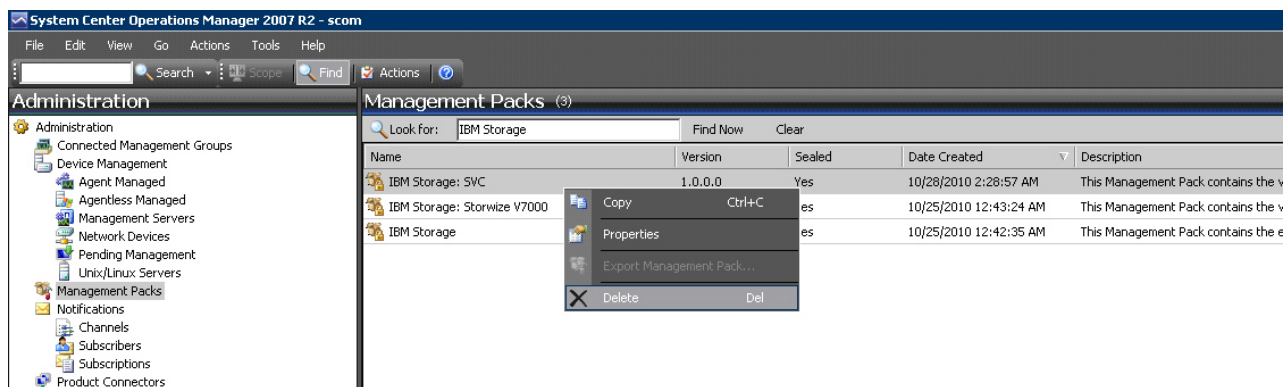 System Center Operations Manager 2007 R2 - scom
File Edit View Go Actions Tools Help
Search Scope Find Actions
Administration
Administration
Connected Management Groups
Device Management
Agent Managed
Agentless Managed
Management Servers
Network Devices
Pending Management
Unix/Linux Servers
Management Packs
Notifications
Channels
Subscribers
Subscriptions
Product Connectors
Management Packs (3)
Look for: IBM Storage Find Now Clear
Name Version Sealed Date Created Description
IBM Storage: SVC 1.0.0.0 Yes 10/28/2010 2:28:57 AM This Management Pack contains the v
IBM Storage: Storwize V7000 es 10/25/2010 12:43:24 AM This Management Pack contains the v
IBM Storage es 10/25/2010 12:42:35 AM This Management Pack contains the e
Copy Ctrl+C
Properties
Export Management Pack...
Delete Del